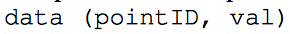 data (pointID, val)